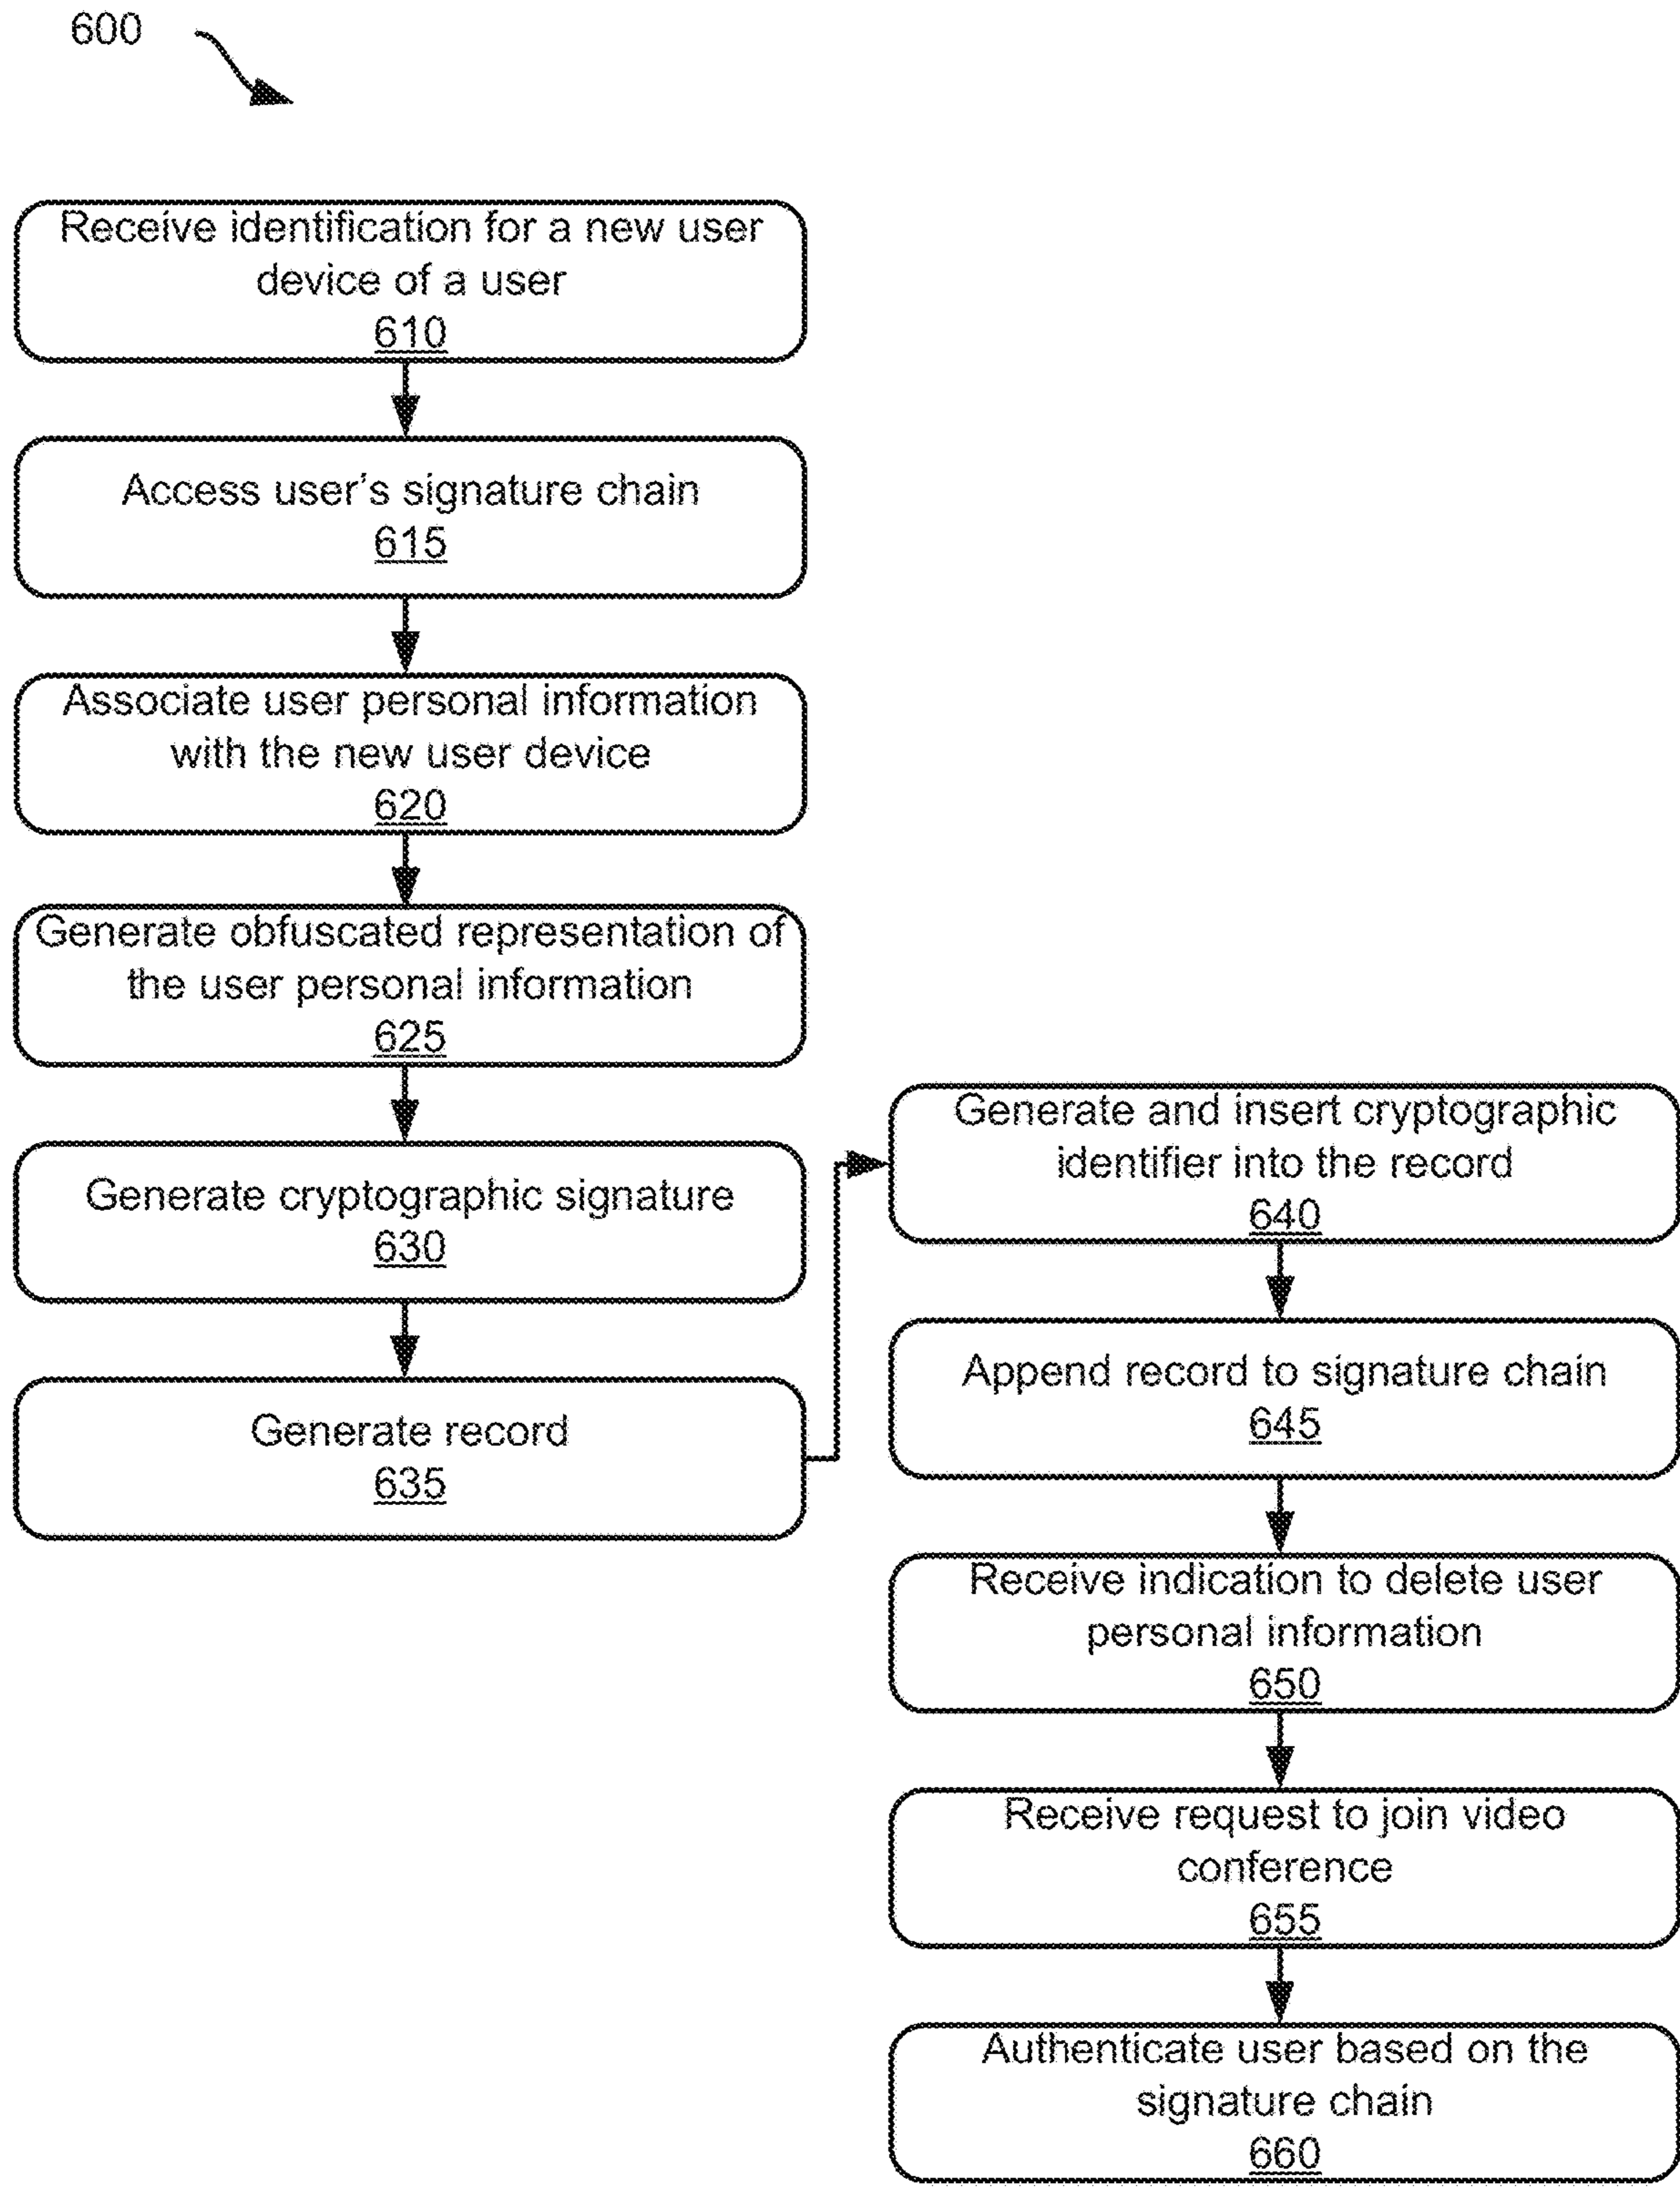 600
Receive identification for a new user
device of a user
610
Access user's signature chain
615
Associate user personal information
with the new user device
620
Generate obfuscated representation of
the user personal information
625
Generate cryptographic signature
630
Generate record
635
Generate and insert cryptographic
identifier into the record
640
Append record to signature chain
645
Receive indication to delete user
personal information
650
Receive request to join video
conference
655
Authenticate user based on the
signature chain
660